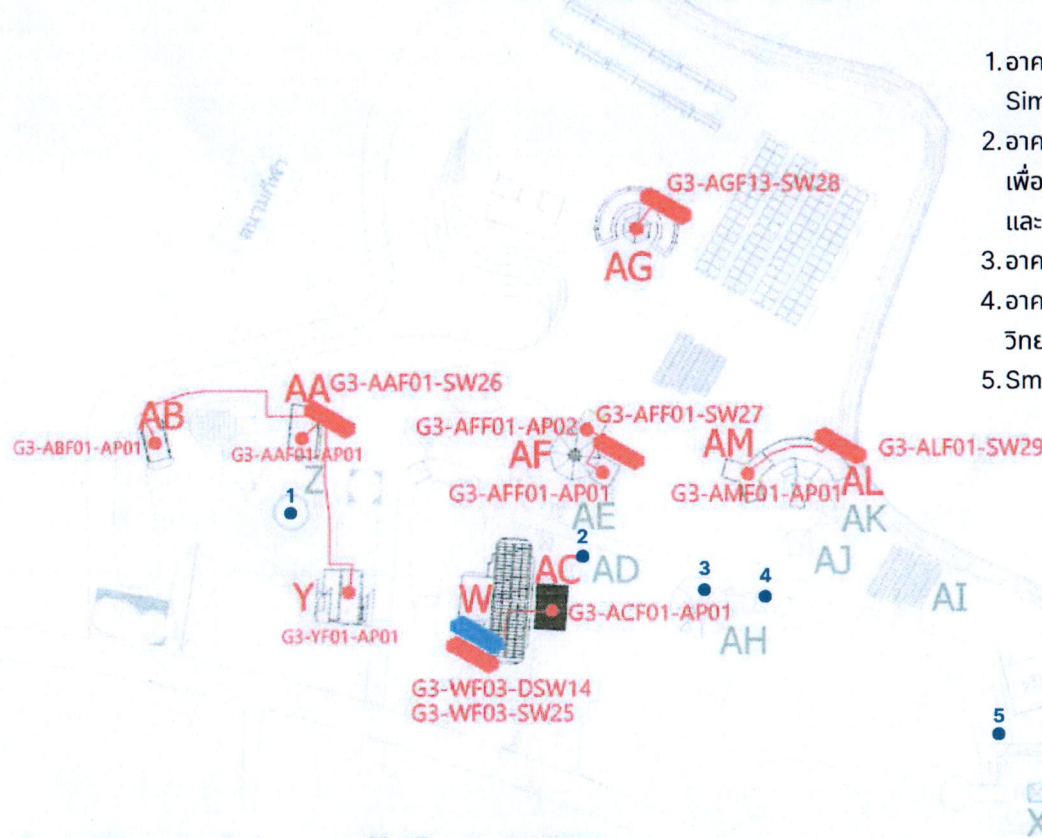 1.อาค
Sim
2.อาค
เพื่อ
และ
3.อาค
4.อาค
วิทย
5.Sm
G3-AGF13-SW28
AG
AA
G3-AAF01-SW26
AB
G3-ABF01-AP01
G3-AAF01-AP01
Z
1
G3-AFF01-SW27
G3-AFF01-AP02
AF
G3-AFF01-AP01
AE
AM
G3-ALF01-SW29
G3-AMF01-AP01
AL
AK
AJ
AI
2
AD
3
4
AH
AC
G3-ACF01-AP01
W
Y
G3-YF01-AP01
G3-WF03-DSW14
G3-WF03-SW25
5
X